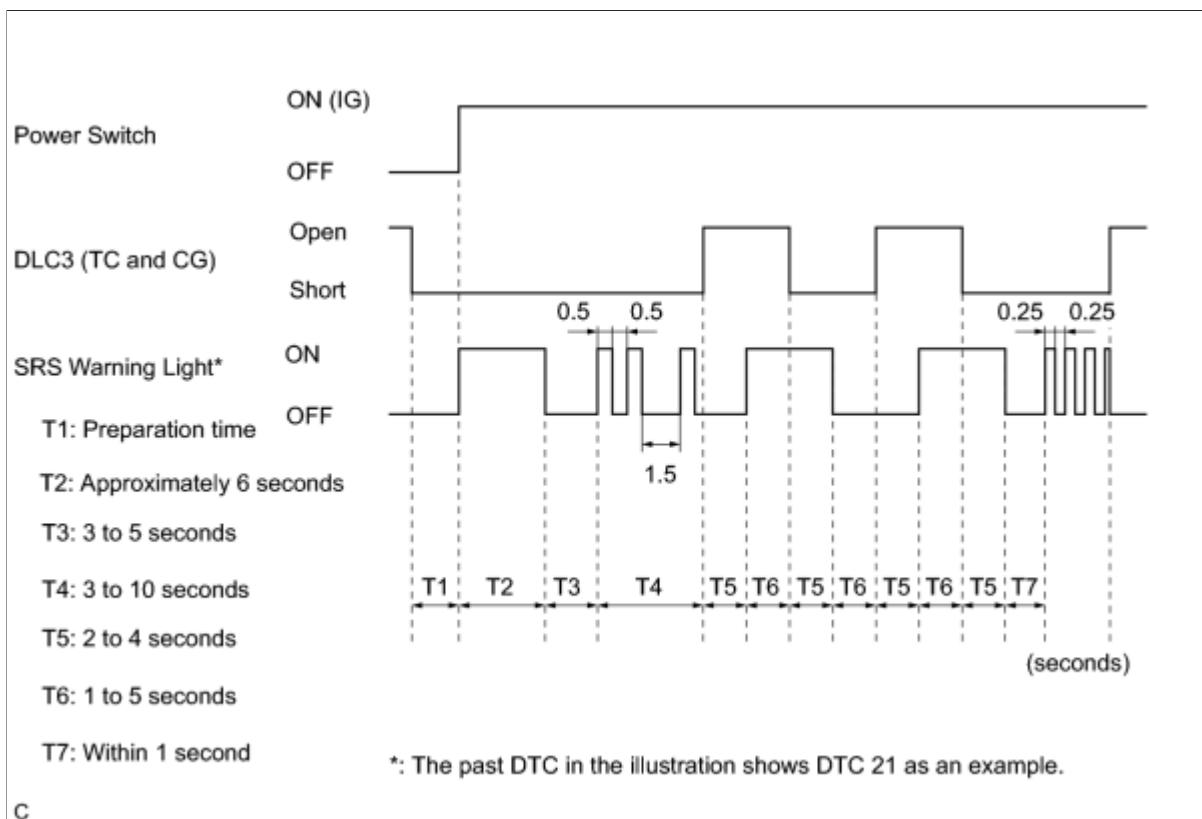 ON (IG)
Power Switch
OFF
Open
DLC3 (TC and CG)
Short
0.5 0.5 0.25 0.25
ON
SRS Warning Light*
OFF
T1: Preparation time
1.5
T2: Approximately 6 seconds
T3: 3 to 5 seconds
T4: 3 to 10 seconds
T1 T2 T3 T4 T5 T6 T5 T6 T5 T6 T5 T7
T5: 2 to 4 seconds
(seconds)
T6: 1 to 5 seconds
T7: Within 1 second
*: The past DTC in the illustration shows DTC 21 as an example.
C